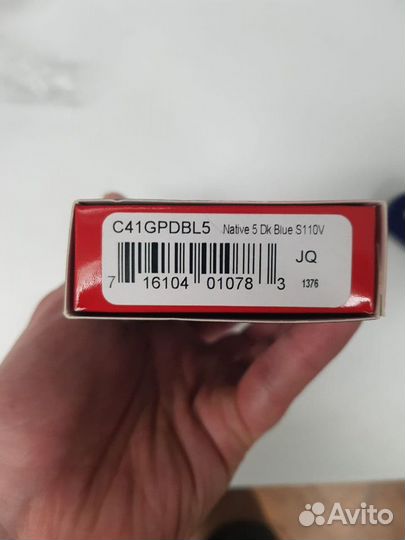 C41GPDBL5 Native 5 Dk Blue S110V
JQ
7 16104 01078 3 1376
Avito